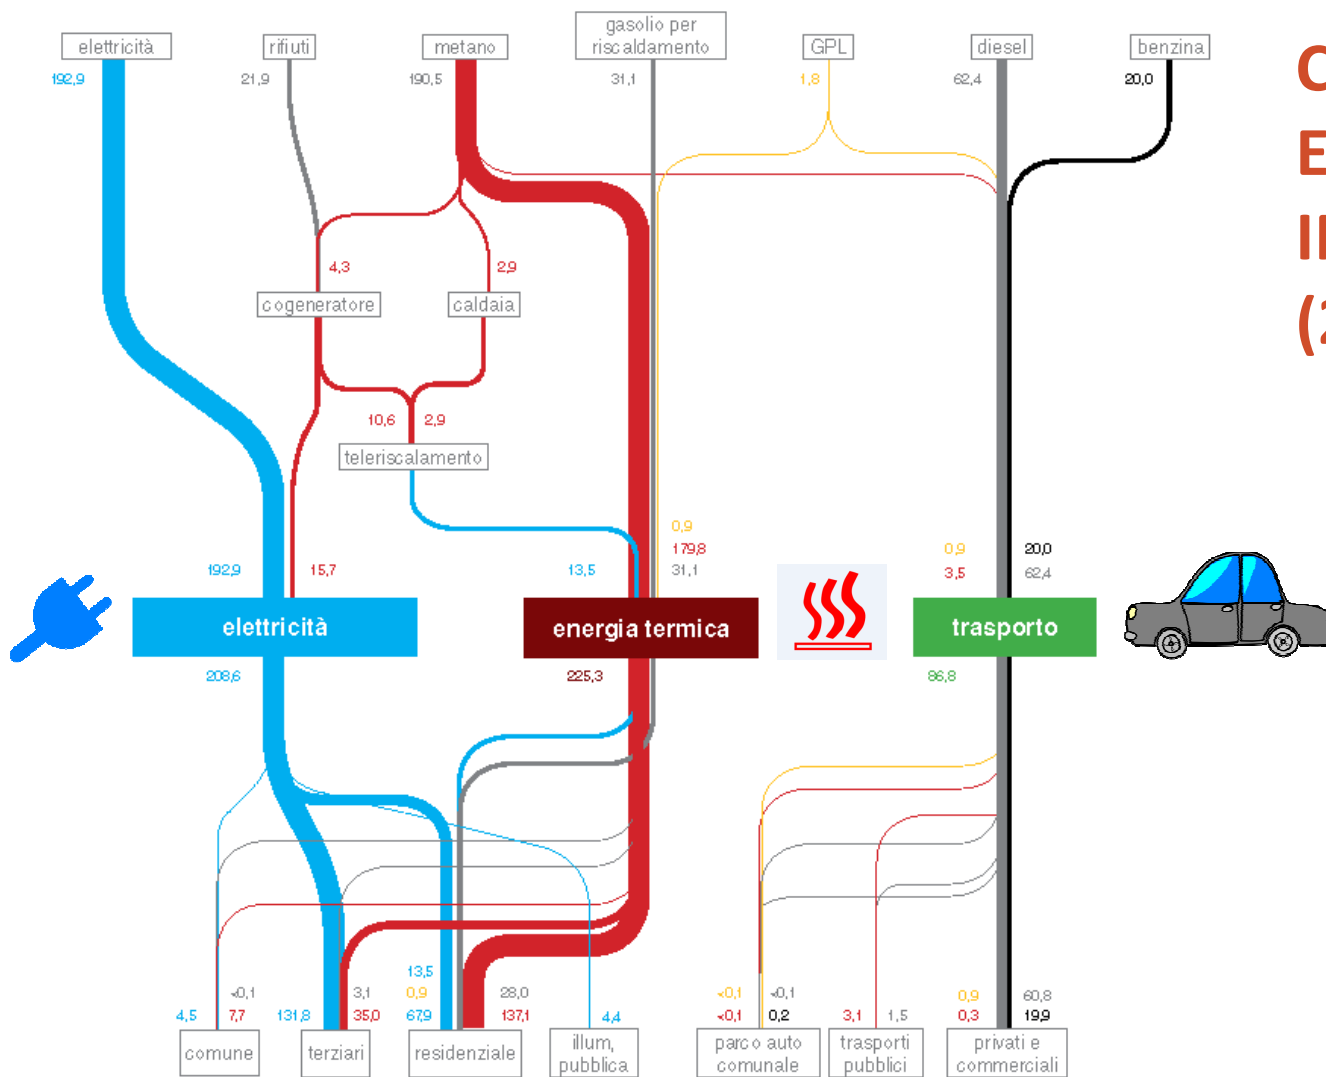 elettricità
rifiuti
metano
gasolio per
riscaldamento
GPL
diesel
benzina
192,9
21,9
190,5
31,1
1,8
62,4
20,0
4,3
2,9
cogeneratore
caldaia
10,6
2,9
teleriscalamento
0,9
179,8
31,1
192,9
15,7
13,5
0,9
3,5
20,0
62,4
elettricità
energia termica
trasporto
208,6
225,3
86,8
<0,1
4,5
7,7
3,1
131,8
35,0
13,5
0,9
67,9
28,0
137,1
4,4
<0,1
<0,1
<0,1
0,2
3,1
1,5
0,9
0,3
60,8
19,9
comune
terziari
residenziale
illum,
pubblica
parco auto
comunale
trasporti
pubblici
privati e
commerciali
C
E
(2